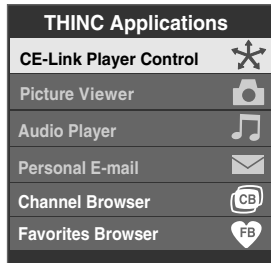 THINC Applications
CE-Link Player Control
Picture Viewer
Audio Player
Personal E-mail
Channel Browser CB
Favorites Browser FB